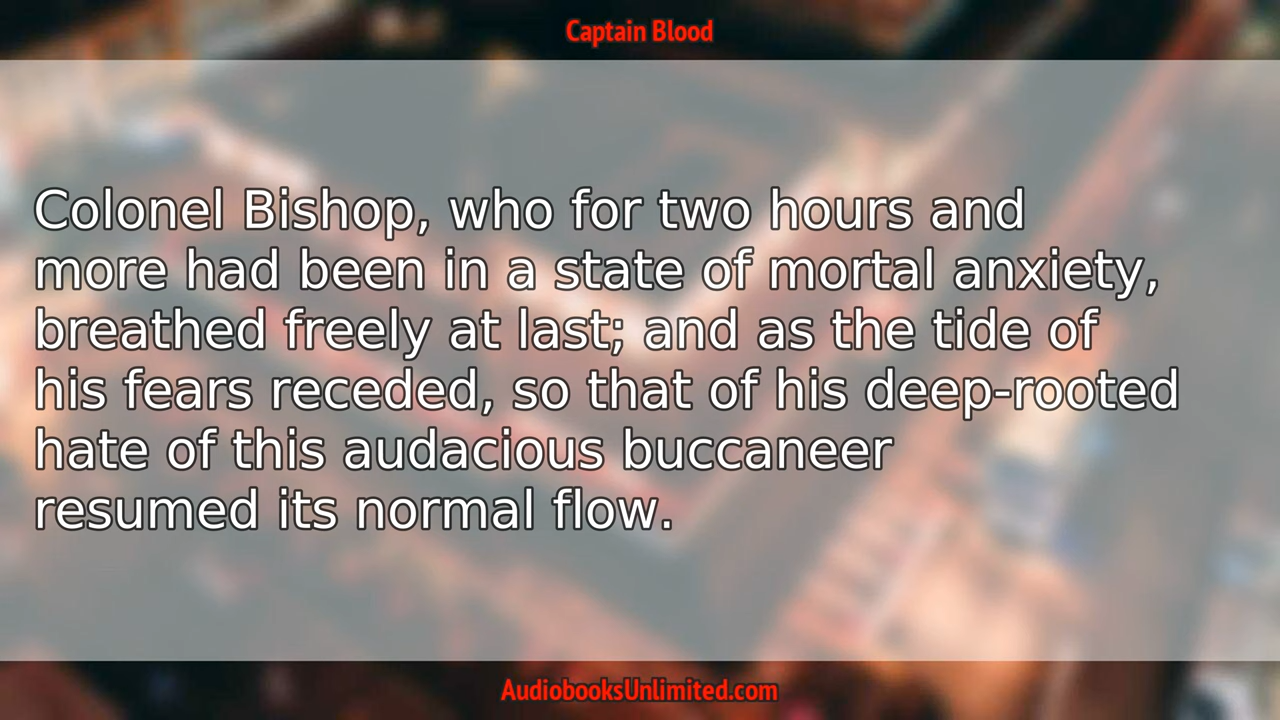 Captain Blood
Colonel Bishop, who for two hours and
more had been in a state of mortal anxiety,
breathed freely at last; and as the tide of
his fears receded, so that of his deep-rooted
hate of this audacious buccaneer
resumed its normal flow.
AudiobooksUnlimited.com